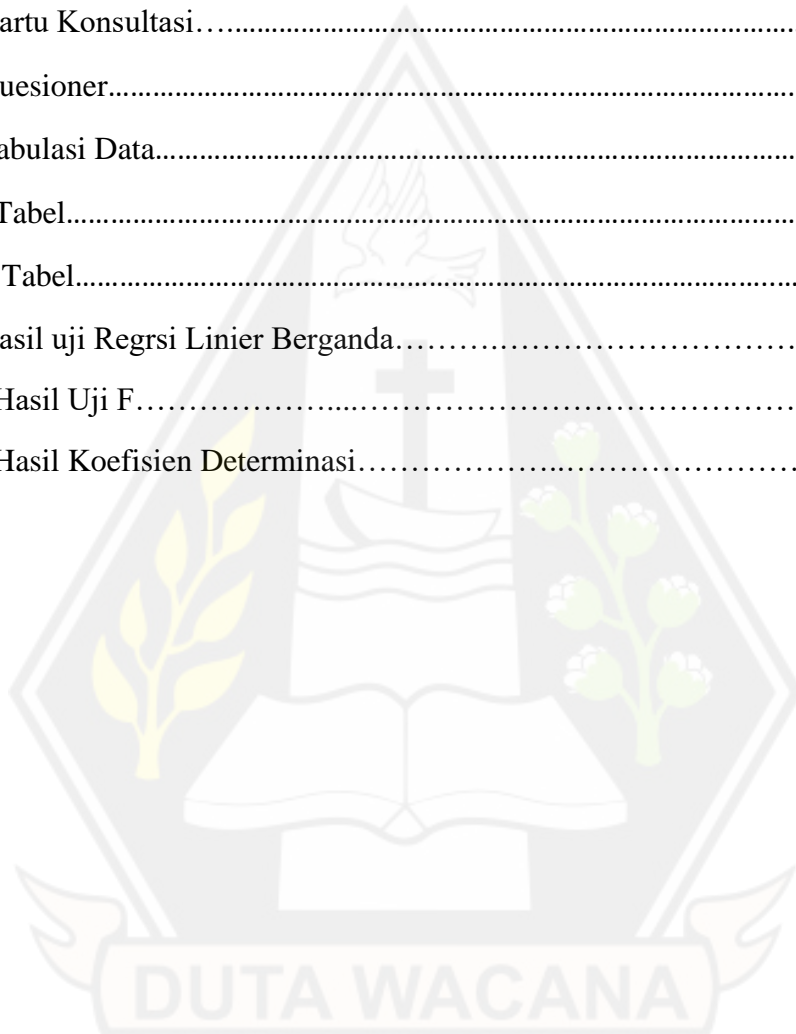 artu Konsultasi…..............................................................................
uesioner...........................................................................................
abulasi Data.....................................................................................
Tabel................................................................................................
Tabel...............................................................................................
asil uji Regrsi Linier Berganda……….…………………………
Hasil Uji F………………....……………………………………
Hasil Koefisien Determinasi………………..……………………
DUTA WACANA